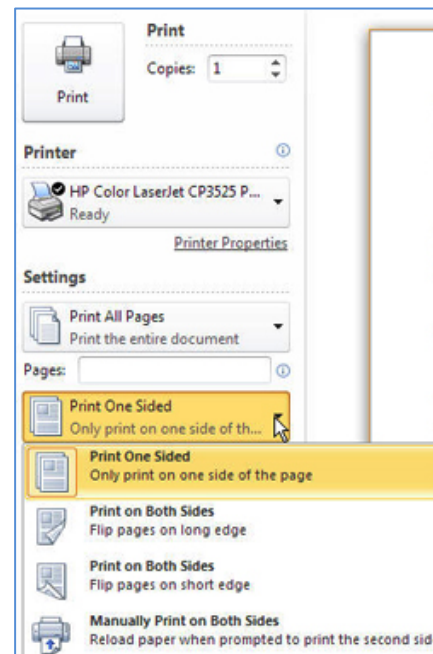 Print
Copies: 1
Print
Printer
HP Color LaserJet CP3525 P...
Ready
Printer Properties
Settings
Print All Pages
Print the entire document
Pages:
Print One Sided
Only print on one side of th...
Print One Sided
Only print on one side of the page
Print on Both Sides
Flip pages on long edge
Print on Both Sides
Flip pages on short edge
Manually Print on Both Sides
Reload paper when prompted to print the second sid